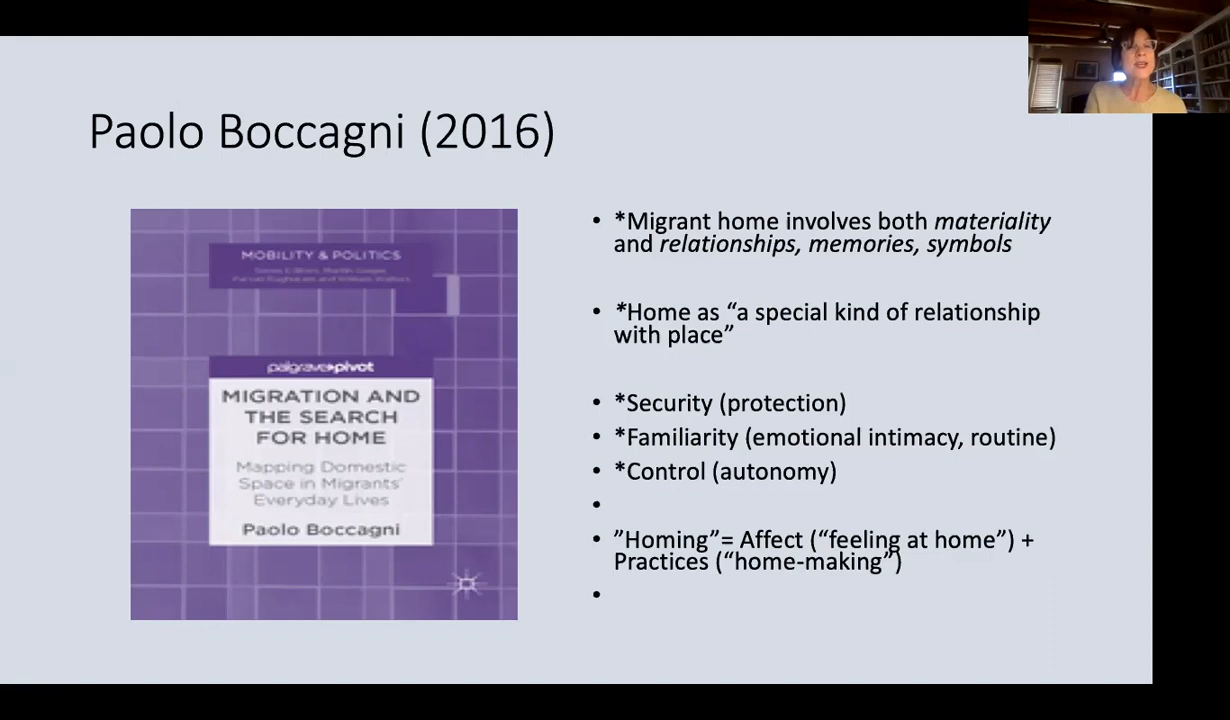 Paolo Boccagni (2016)
MOBILITY & POLITICS
palgrave pivot
MIGRATION AND
THE SEARCH
FOR HOME
Mapping Domestic
Space in Migrants'
Everyday Lives
Paolo Boccagni
• *Migrant home involves both materiality
and relationships, memories, symbols
• *Home as “a special kind of relationship
with place”
• *Security (protection)
• *Familiarity (emotional intimacy, routine)
• *Control (autonomy)
•
• ”Homing”= Affect (“feeling at home”) +
Practices (“home-making”)
•